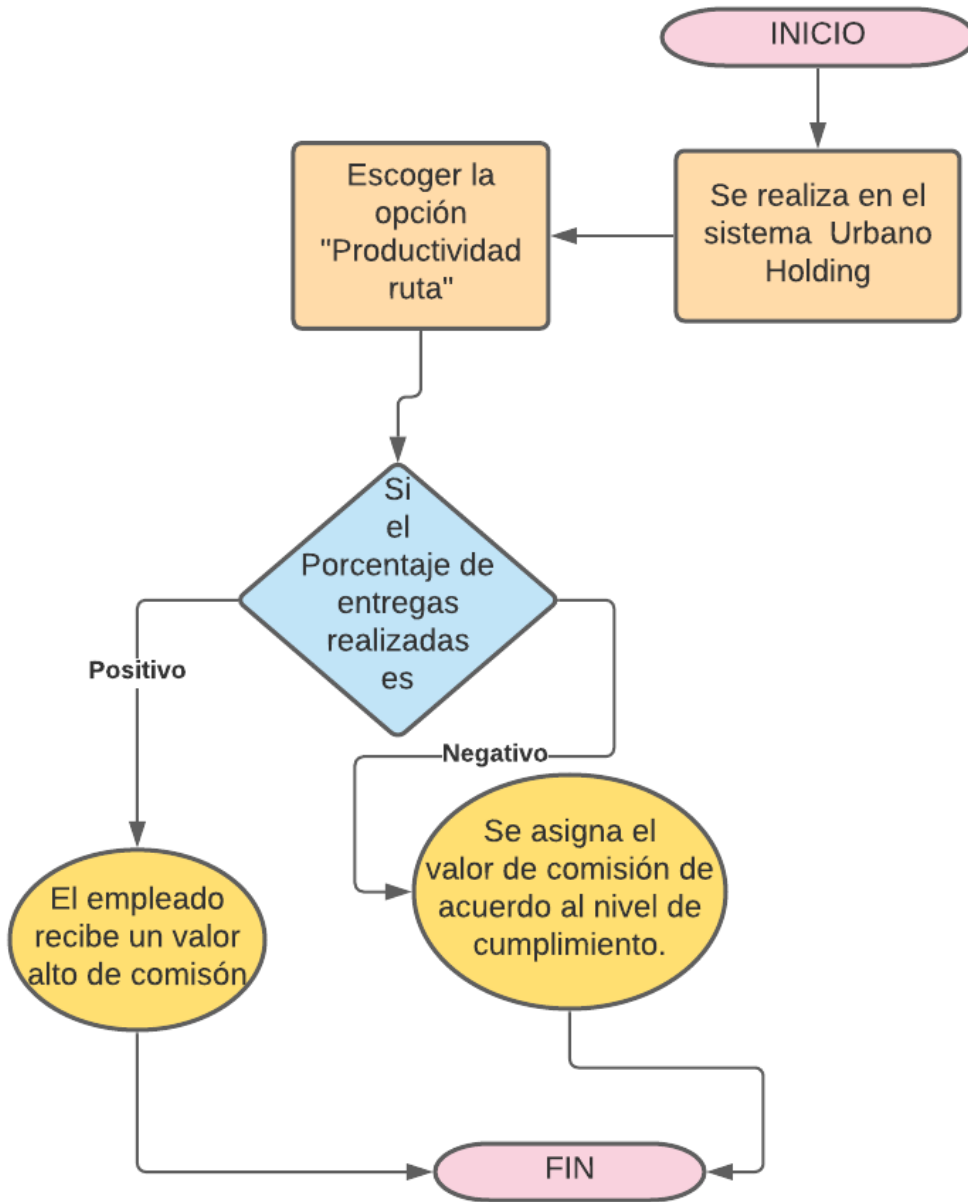 INICIO
Se realiza en el
sistema Urbano
Holding
Escoger la
opción
"Productividad
ruta"
Si
el
Porcentaje de
entregas
realizadas
es
Positivo
Negativo
El empleado
recibe un valor
alto de comisón
Se asigna el
valor de comisión de
acuerdo al nivel de
cumplimiento.
FIN